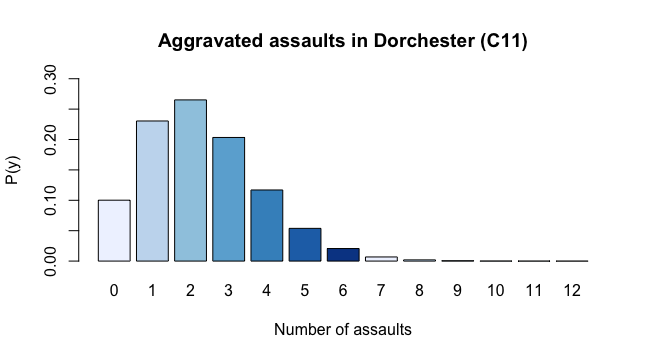 Aggravated assaults in Dorchester (C11)
0.30
0.20
0.10
0.00
P(y)
0 1 2 3 4 5 6 7 8 9 10 11 12
Number of assaults